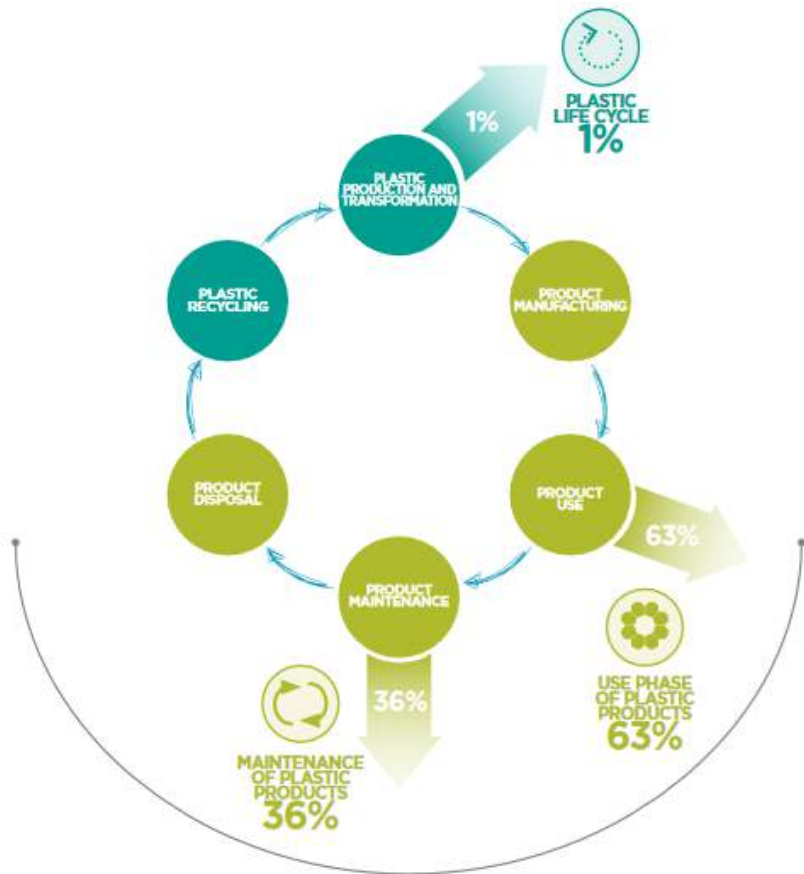 1%
PLASTIC
LIFE CYCLE
1%
PLASTIC
PRODUCTION AND
TRANSFORMATION
PLASTIC
RECYCLING
PRODUCT
MANUFACTURING
PRODUCT
DISPOSAL
PRODUCT
USE
63%
PRODUCT
MAINTENANCE
36%
USE PHASE
OF PLASTIC
PRODUCTS
63%
MAINTENANCE
OF PLASTIC
PRODUCTS
36%